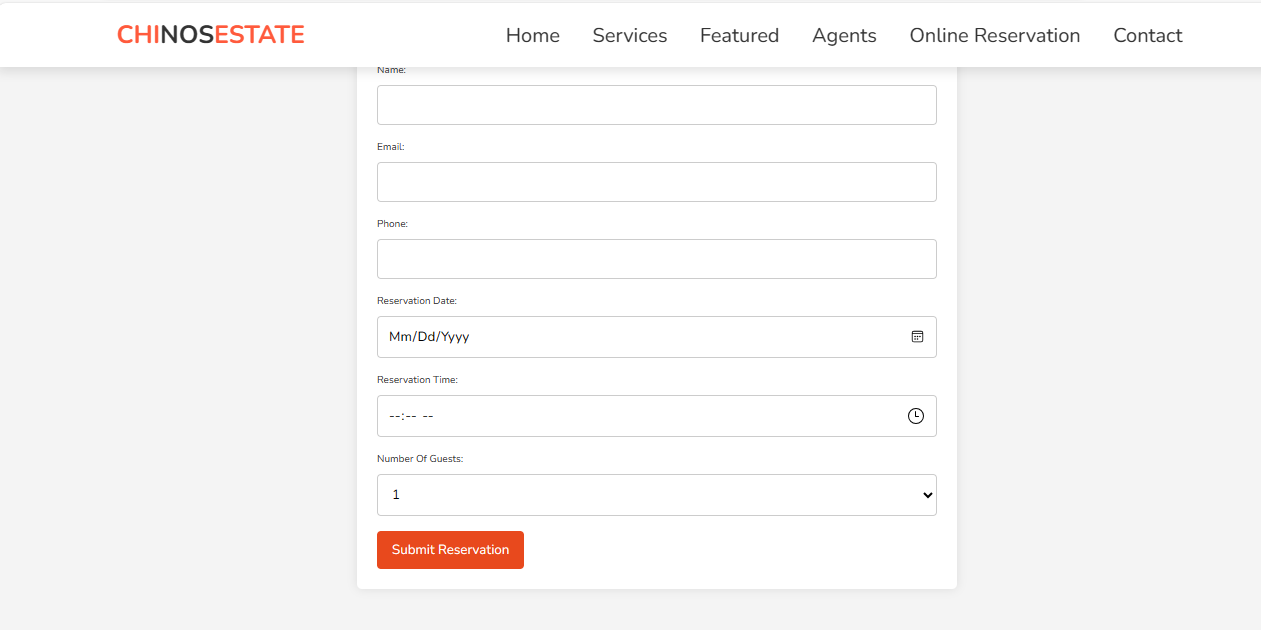 CHINOSESTATE
Home Services Featured Agents Online Reservation Contact
Name:
Email:
Phone:
Reservation Date:
Mm/Dd/Yyyy
Reservation Time:
--:-- --
Number Of Guests:
1
Submit Reservation